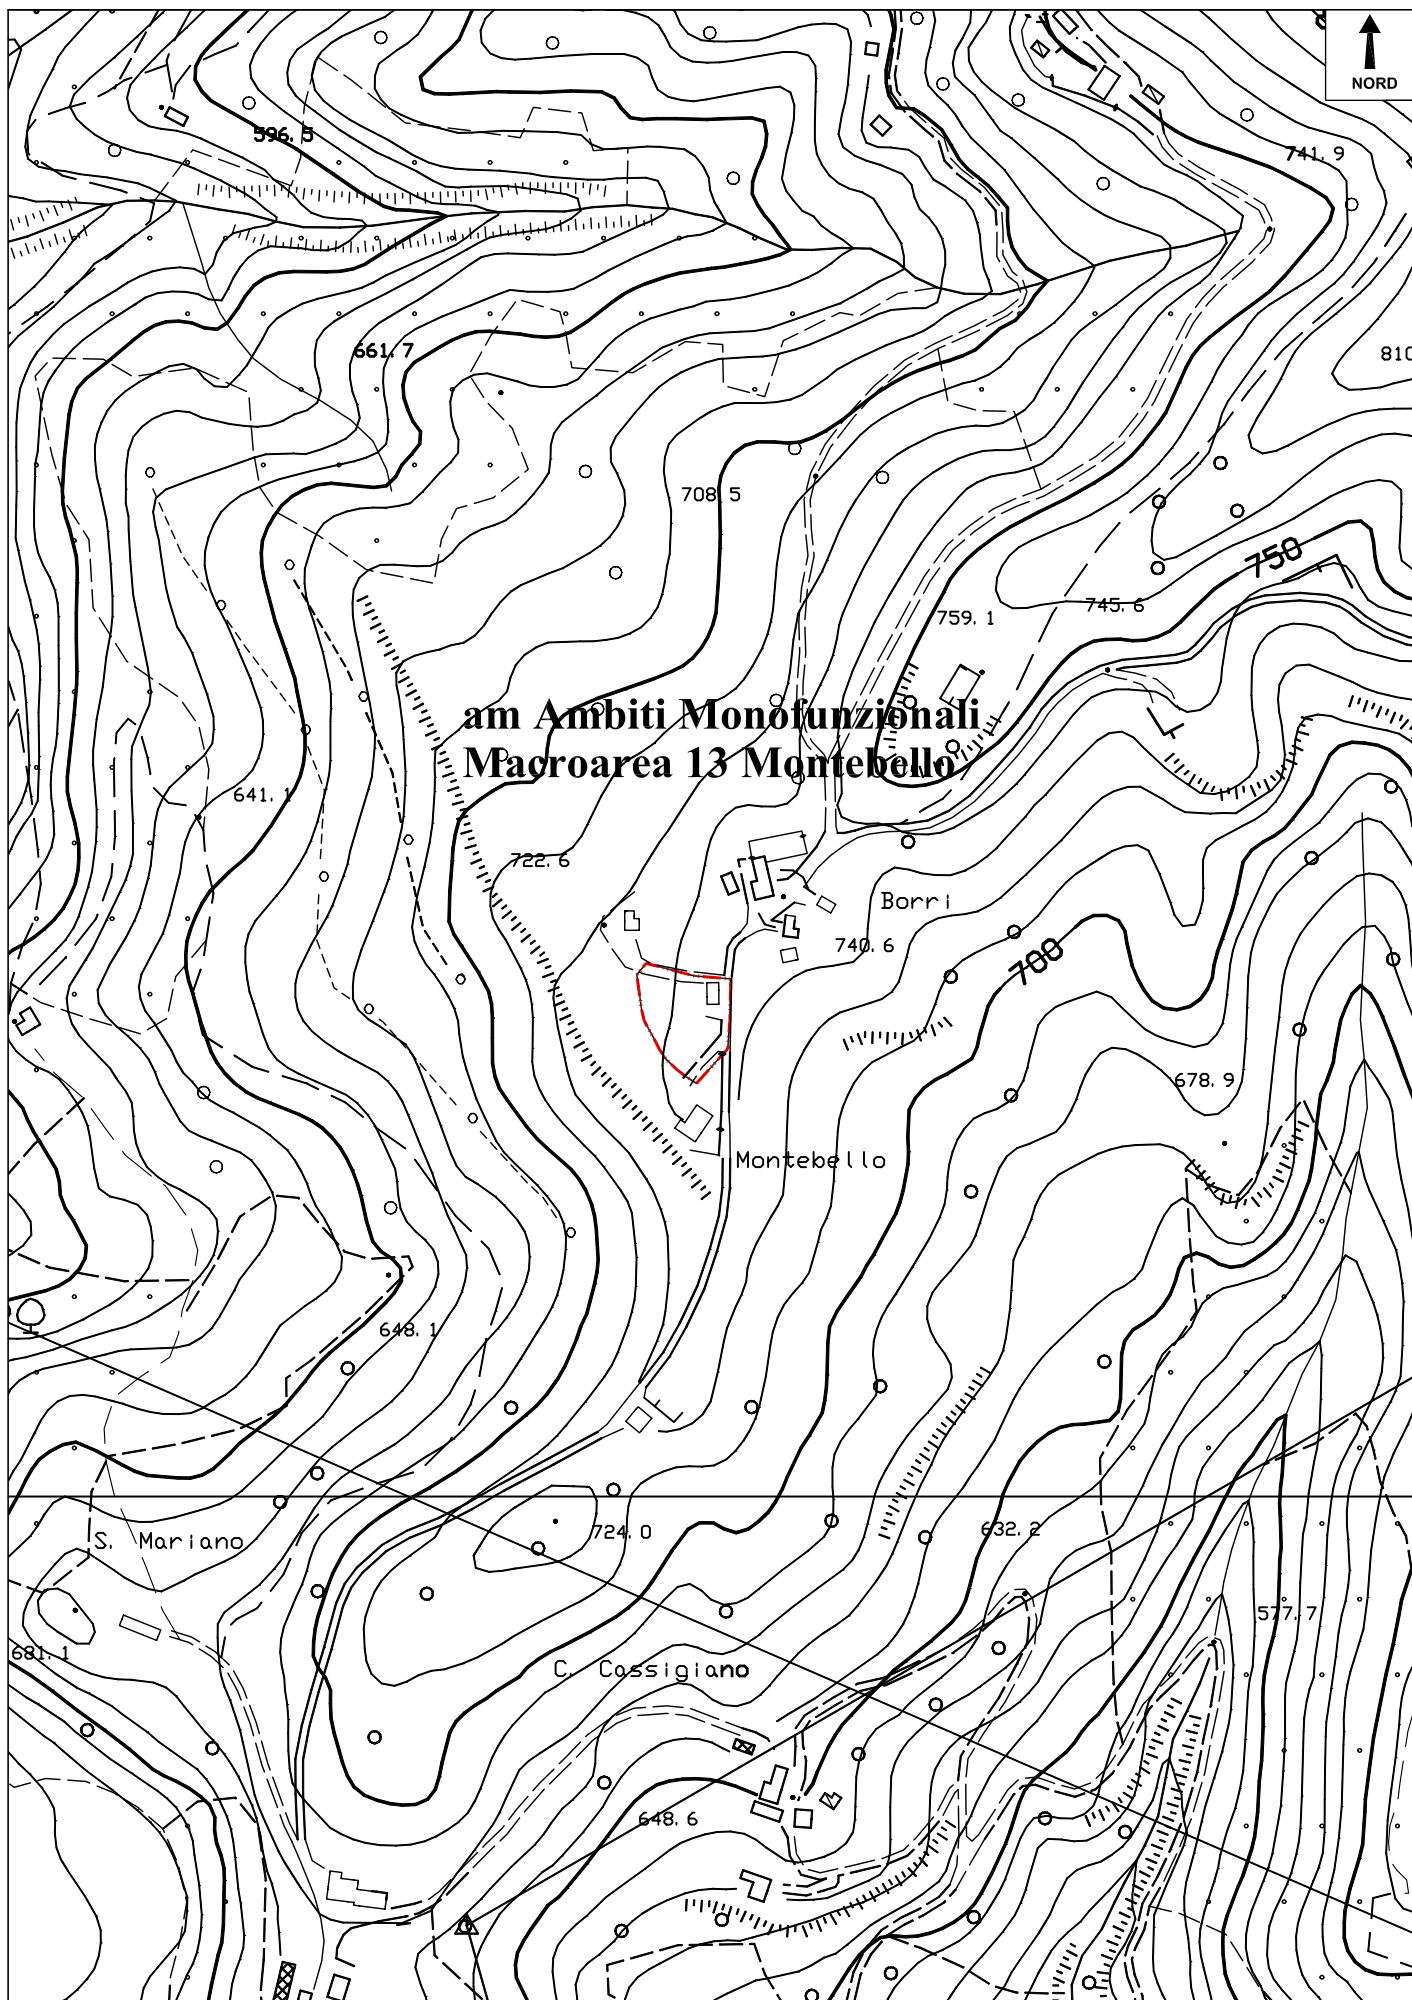 NORD
596. 5
741. 9
661. 7
810
708. 5
750
759. 1
745. 6
am Ambiti Monofunzionali
Macroarea 13 Montebello
641. 1
722. 6
Borri
740. 6
700
678. 9
Montebello
648. 1
724. 0
632. 2
S. Mariano
577. 7
681. 1
C. Cassigiano
648. 6